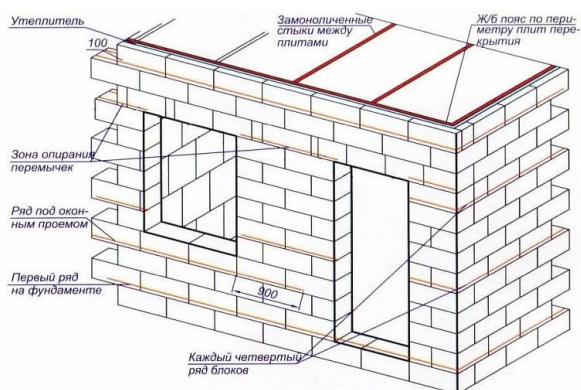 Утеплитель
100
Замоноличенные
стыки между
плитами
Ж/б пояс по пери-
метру плит пере-
крытия
Зона опирания
перемычек
Ряд под окон-
ным проемом
Первый ряд
на фундаменте
900
Каждый четвертый
ряд блоков